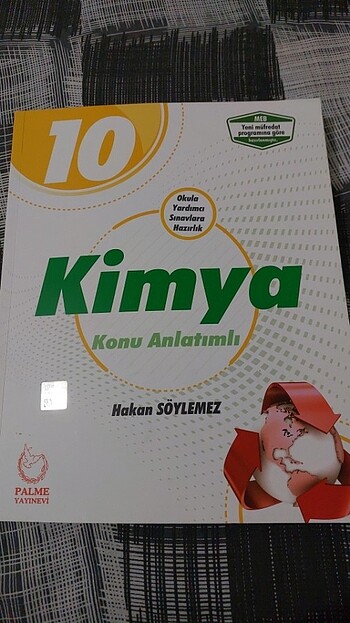 10
MEB
Yeni müfredat
programına göre
hazırlanmıştır.
Okula
Yardımcı
Sınavlara
Hazırlık
Kimya
Konu Anlatımlı
Hakan SÖYLEMEZ
PALME
YAYINEVİ